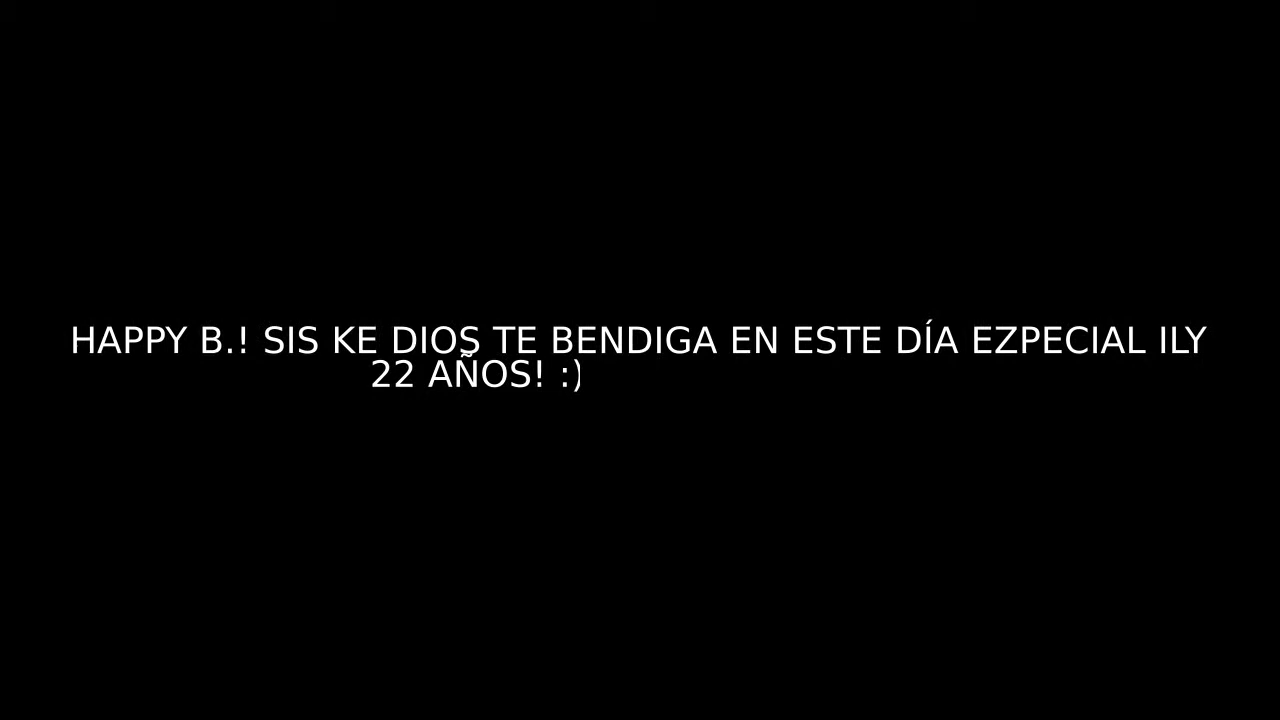 HAPPY B.! SIS KE DIOS TE BENDIGA EN ESTE DÍA EZPECIAL ILY
22 AÑOS! :)